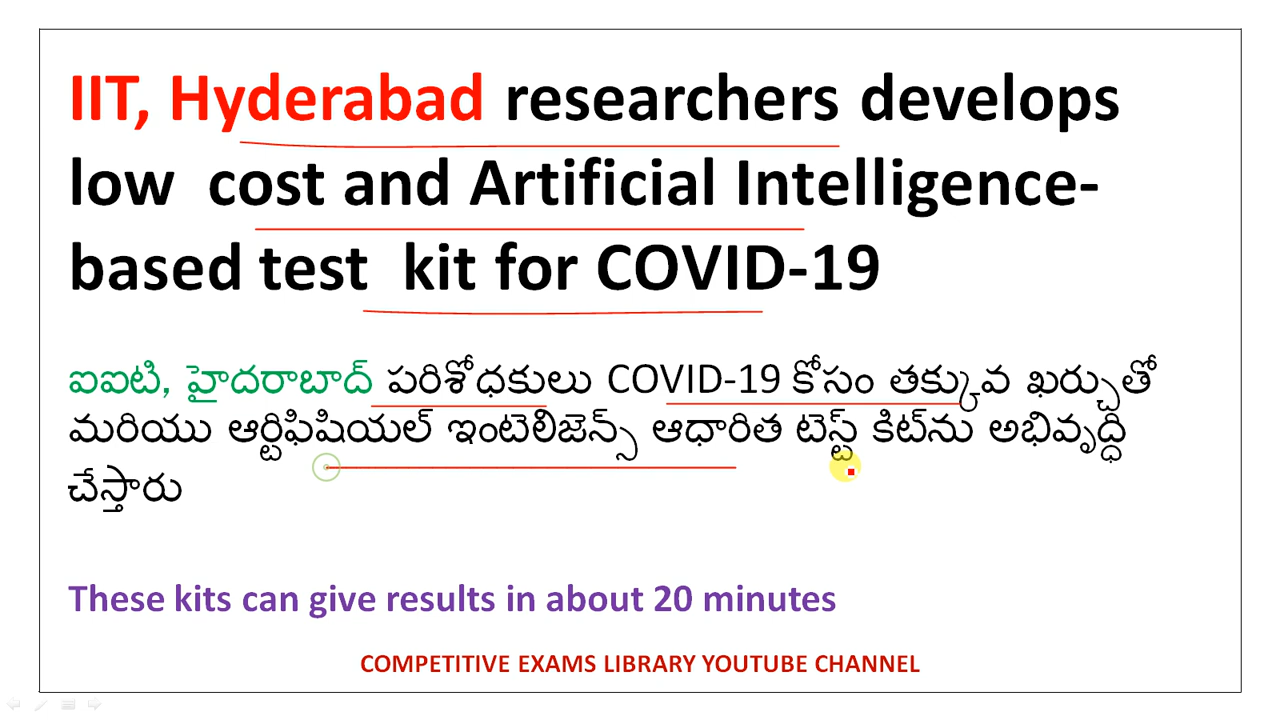 IIT, Hyderabad researchers develops
low cost and Artificial Intelligence-
based test kit for COVID-19
ఐఐటి, హైదరాబాద్ పరిశోధకులు COVID-19 కోసం తక్కువ ఖర్చుతో
మరియు ఆర్టిఫిషియల్ ఇంటెలిజెన్స్ ఆధారిత టెస్ట్ కిట్‌ను అభివృద్ధి
చేస్తారు
These kits can give results in about 20 minutes
COMPETITIVE EXAMS LIBRARY YOUTUBE CHANNEL